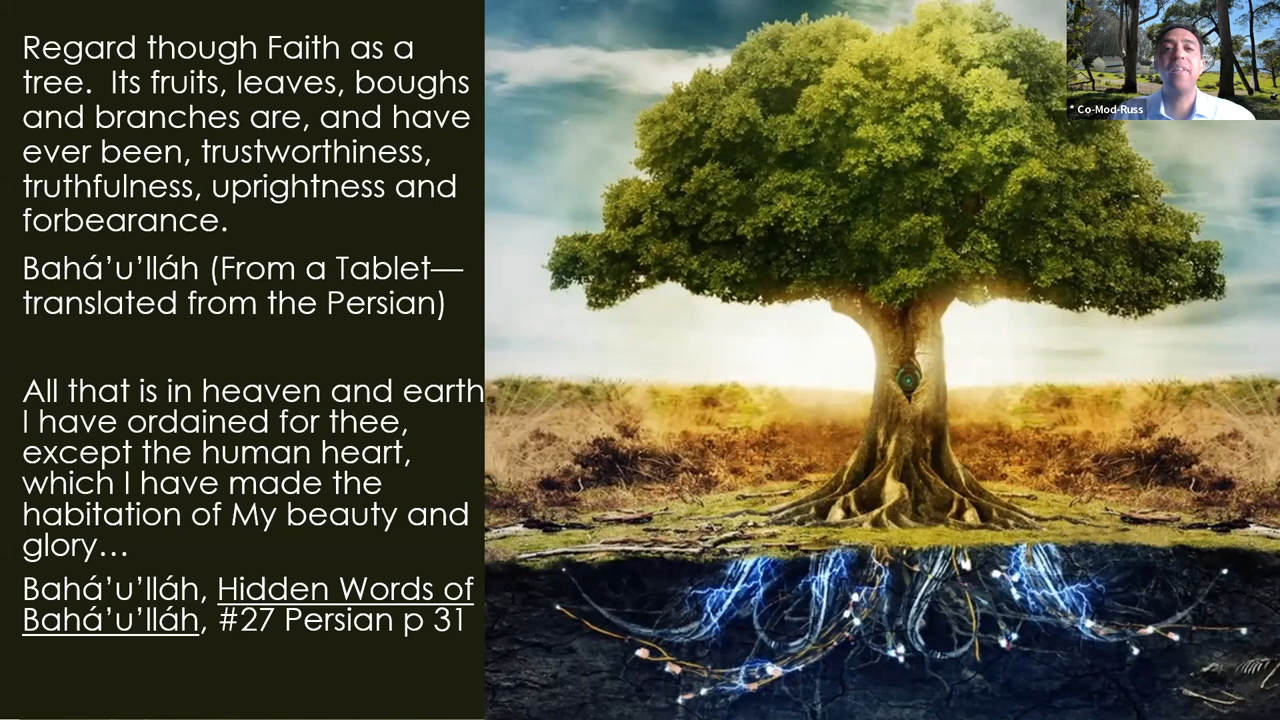 Regard though Faith as a
tree.  Its fruits, leaves, boughs
and branches are, and have
ever been, trustworthiness,
truthfulness, uprightness and
forbearance.
Bahá’u’lláh (From a Tablet—
translated from the Persian)
All that is in heaven and earth
I have ordained for thee,
except the human heart,
which I have made the
habitation of My beauty and
glory…
Bahá’u’lláh, Hidden Words of
Bahá’u’lláh, #27 Persian p 31
* Co-Mod-Russ